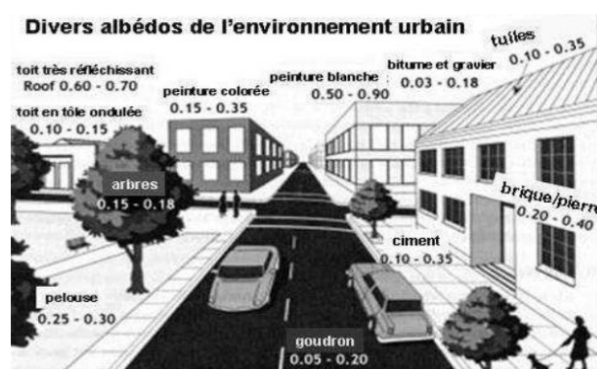 Divers albédos de l'environnement urbain
toit très réfléchissant
Roof 0.60 - 0.70
toit en tôle ondulée
0.10 - 0.15
peinture colorée
0.15 - 0.35
peinture blanche
0.50 - 0.90
bitume et gravier
0.03 - 0.18
tuiles
0.10 - 0.35
arbres
0.15 - 0.18
brique/pierre
0.20 - 0.40
ciment
0.10 - 0.35
pelouse
0.25 - 0.30
goudron
0.05 - 0.20